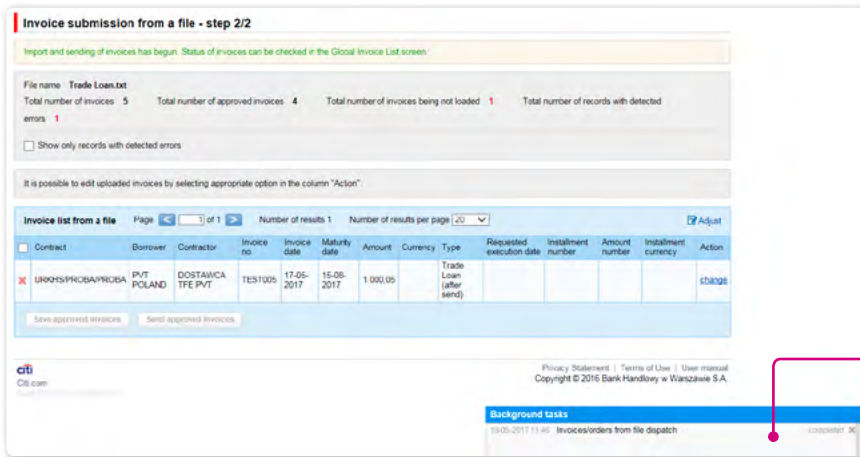 Invoice submission from a file - step 2/2
Import and sending of invoices has begun. Status of invoices can be checked in the Global Invoice List screen.
File name Trade Loan.txt
Total number of invoices 5 Total number of approved invoices 4 Total number of invoices being not loaded 1 Total number of records with detected
errors 1
Show only records with detected errors
It is possible to edit uploaded invoices by selecting appropriate option in the column "Action"
Invoice list from a file Page 1 of 1 Number of results 1 Number of results per page 20 Adjust
Contract Borrower Contractor Invoice no. Invoice date Maturity date Amount Currency Type Requested execution date Installment number Amount number Installment currency Action
URKHS/PROBA/PROBA PVT POLAND DOSTAWCA TFE PVT TEST005 17-05-2017 15-08-2017 1 000,05 Trade Loan (after send) change
Save approved invoices Send approved invoices
citi
Citi.com
Privacy Statement | Terms of Use | User manual
Copyright © 2016 Bank Handlowy w Warszawie S.A.
Background tasks
19-05-2017 11:46 Invoices/orders from file dispatch completed